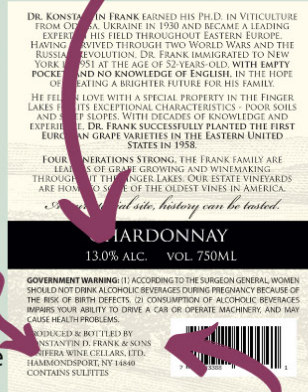 DR. KONSTANTIN FRANK EARNED HIS PH.D. IN VITICULTURE
FROM ODESSA, UKRAINE IN 1930 AND BECAME A LEADING
EXPERT IN HIS FIELD THROUGHOUT EASTERN EUROPE.
HAVING SURVIVED THROUGH TWO WORLD WARS AND THE
RUSSIAN REVOLUTION, DR. FRANK IMMIGRATED TO NEW
YORK IN 1951 AT THE AGE OF 52-YEARS-OLD, WITH EMPTY
POCKETS AND NO KNOWLEDGE OF ENGLISH, IN THE HOPE
OF CREATING A BRIGHTER FUTURE FOR HIS FAMILY.
HE FELL IN LOVE WITH A SPECIAL PROPERTY IN THE FINGER
LAKES FOR ITS EXCEPTIONAL CHARACTERISTICS - POOR SOILS
AND STEEP SLOPES. WITH DECADES OF KNOWLEDGE AND
EXPERIENCE, DR. FRANK SUCCESSFULLY PLANTED THE FIRST
EUROPEAN GRAPE VARIETIES IN THE EASTERN UNITED
STATES IN 1958.
FOUR GENERATIONS STRONG, THE FRANK FAMILY ARE
LEADERS OF GRAPE GROWING AND WINEMAKING
THROUGHOUT THE FINGER LAKES. OUR ESTATE VINEYARDS
ARE HOME TO SOME OF THE OLDEST VINES IN AMERICA.
site, history can be tasted.
CHARDONNAY
13.0% ALC. VOL. 750ML
GOVERNMENT WARNING: (1) ACCORDING TO THE SURGEON GENERAL, WOMEN
SHOULD NOT DRINK ALCOHOLIC BEVERAGES DURING PREGNANCY BECAUSE OF
THE RISK OF BIRTH DEFECTS. (2) CONSUMPTION OF ALCOHOLIC BEVERAGES
IMPAIRS YOUR ABILITY TO DRIVE A CAR OR OPERATE MACHINERY, AND MAY
CAUSE HEALTH PROBLEMS.
PRODUCED & BOTTLED BY
KONSTANTIN D. FRANK & SONS
VINIFERA WINE CELLARS, LTD.
HAMMONDSPORT, NY 14840
CONTAINS SULFITES